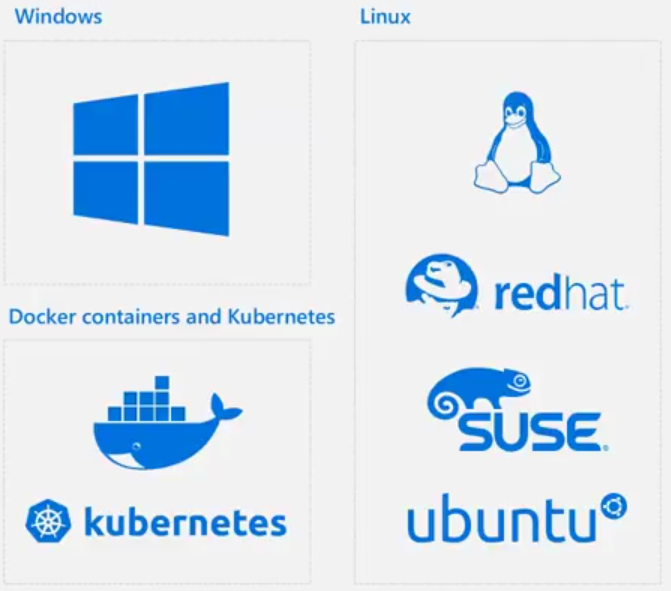 Windows
Linux
redhat.
Docker containers and Kubernetes
SUSE
kubernetes
ubuntu